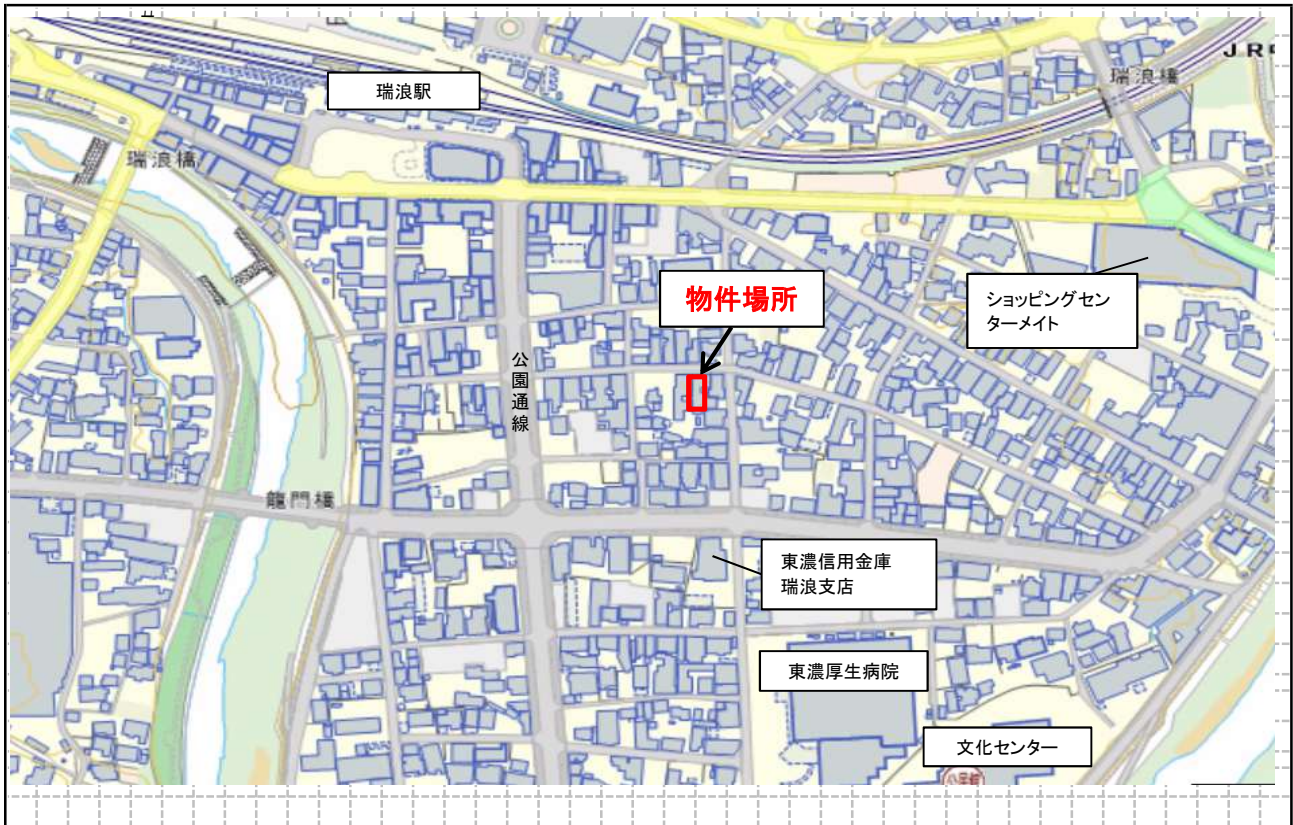 JR
瑞浪橋
瑞浪駅
瑞浪橋
物件場所
ショッピングセン
ターメイト
公園通線
龍門橋
東濃信用金庫
瑞浪支店
東濃厚生病院
文化センター